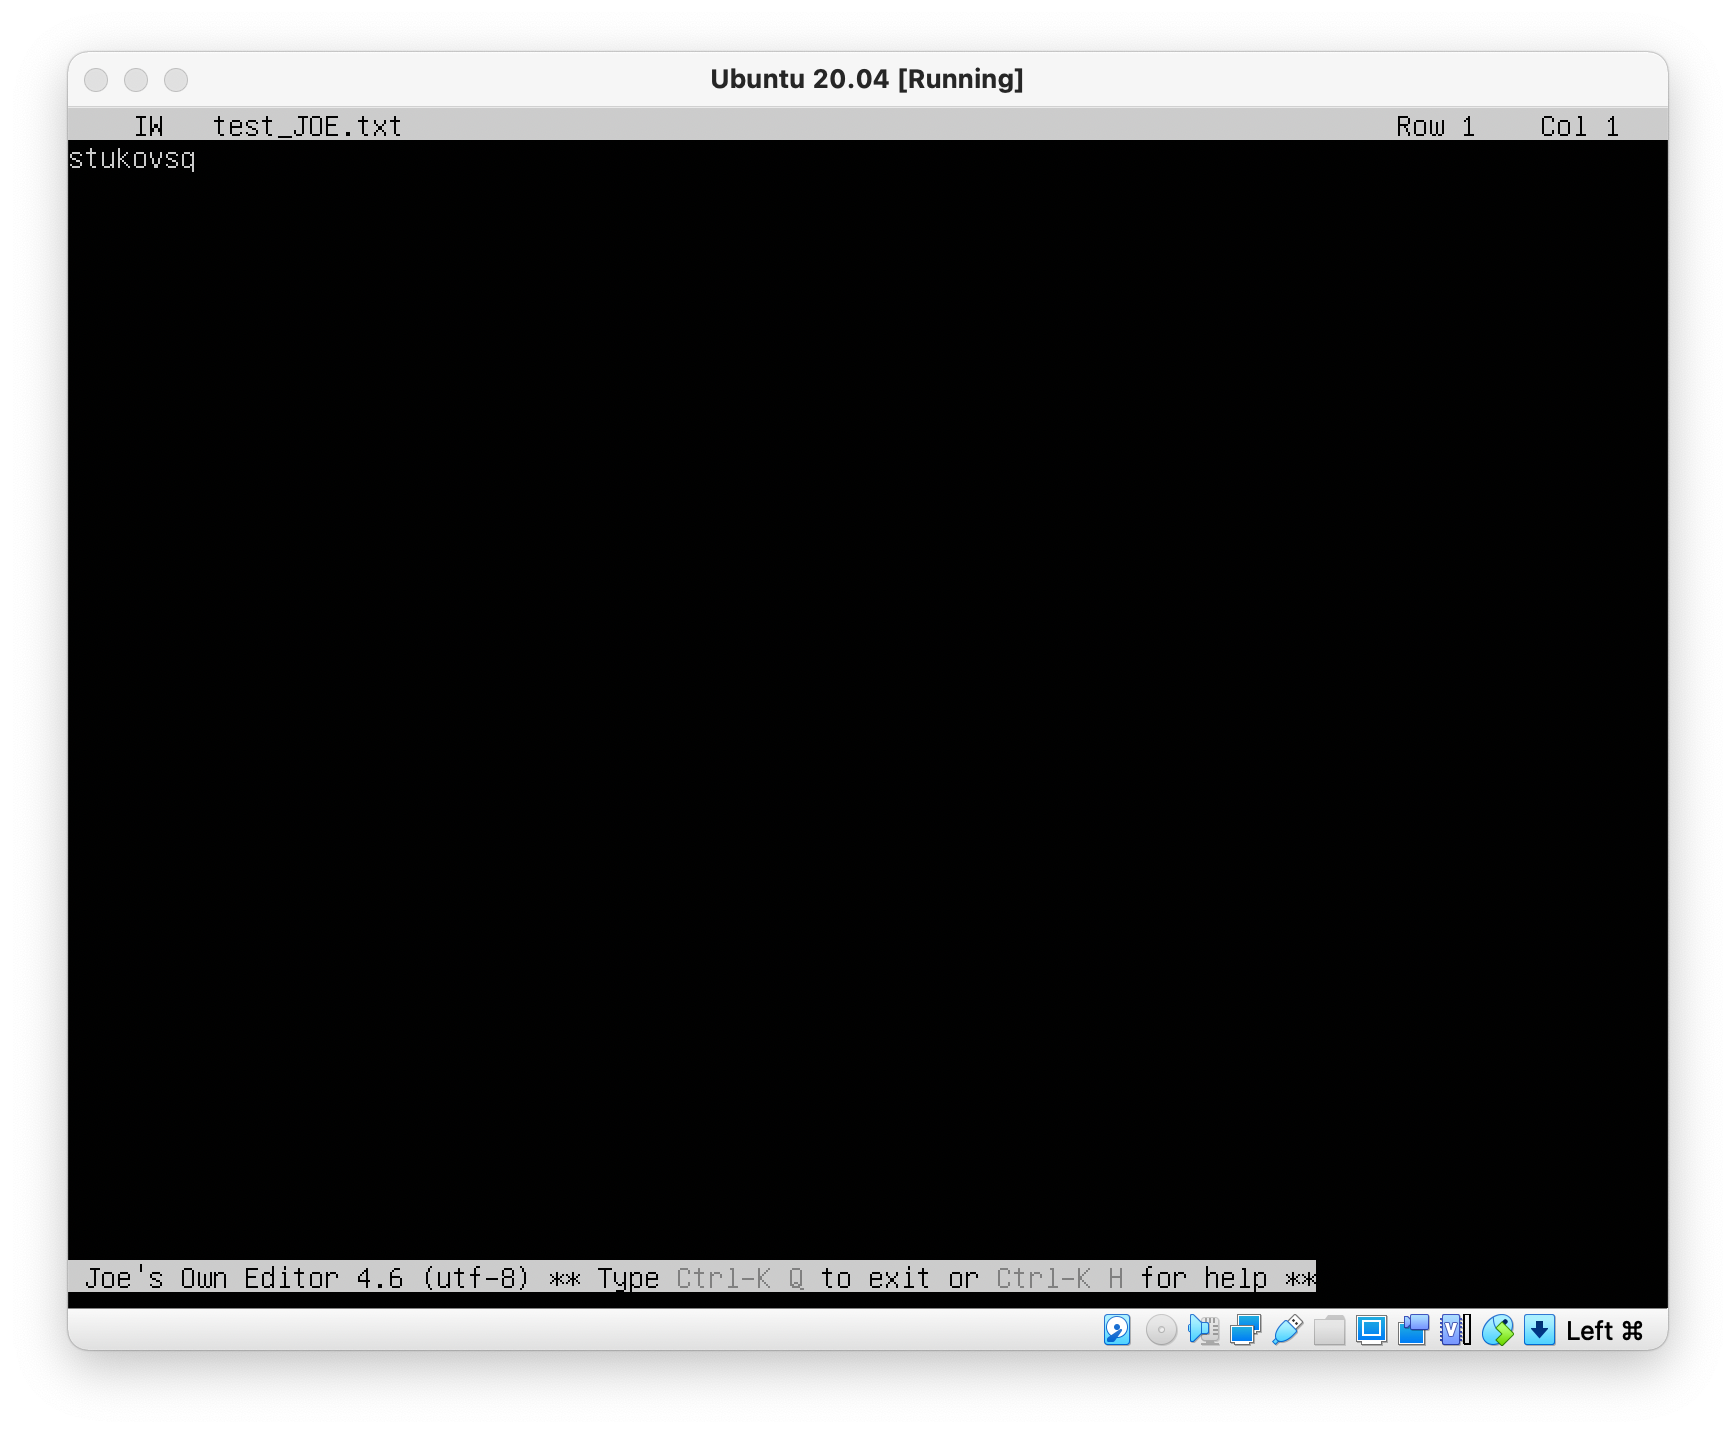 Ubuntu 20.04 [Running]
IW test_JOE.txt Row 1 Col 1
stukovsq
Joe's Own Editor 4.6 (utf-8) ** Type Ctrl-K Q to exit or Ctrl-K H for help **
Left ⌘